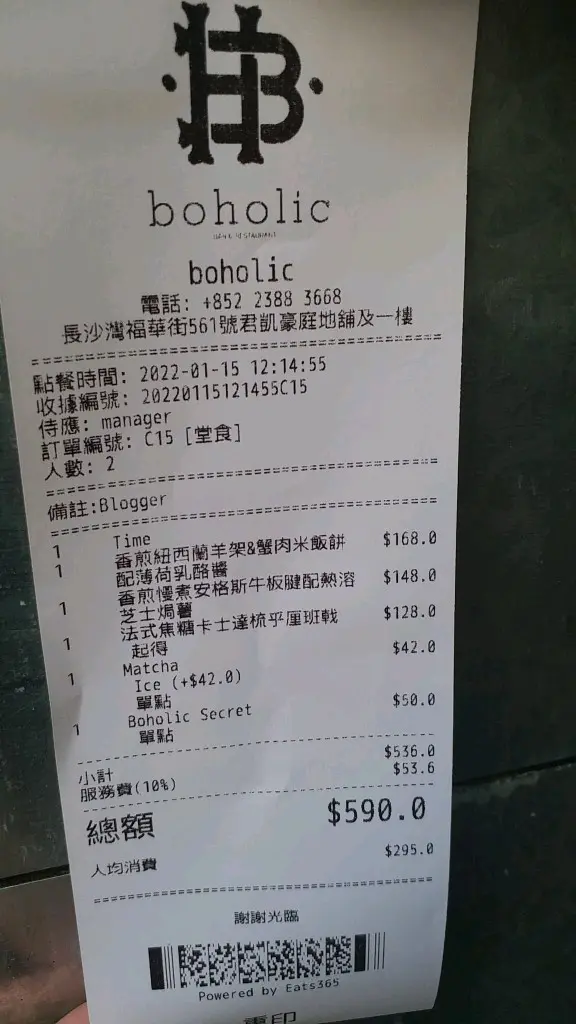 HB
boholic
boholic
電話: +852 2388 3668
長沙灣福華街561號君凱豪庭地舖及一樓
點餐時間: 2022-01-15 12:14:55
收據編號: 20220115121455C15
侍應: manager
訂單編號: C15 [堂食]
人數: 2
備註:Blogger
1 Time
1 香煎紐西蘭羊架&蟹肉米飯餅 $168.0
配薄荷乳酪醬
1 香煎慢煮安格斯牛板腱配熱溶 $148.0
芝士焗薯
1 法式焦糖卡士達梳乎厘班戟 $128.0
起得
1 Matcha $42.0
Ice (+$42.0)
單點
1 Boholic Secret $50.0
單點
小計 $536.0
服務費(10%) $53.6
總額 $590.0
人均消費 $295.0
謝謝光臨
Powered by Eats365
重印